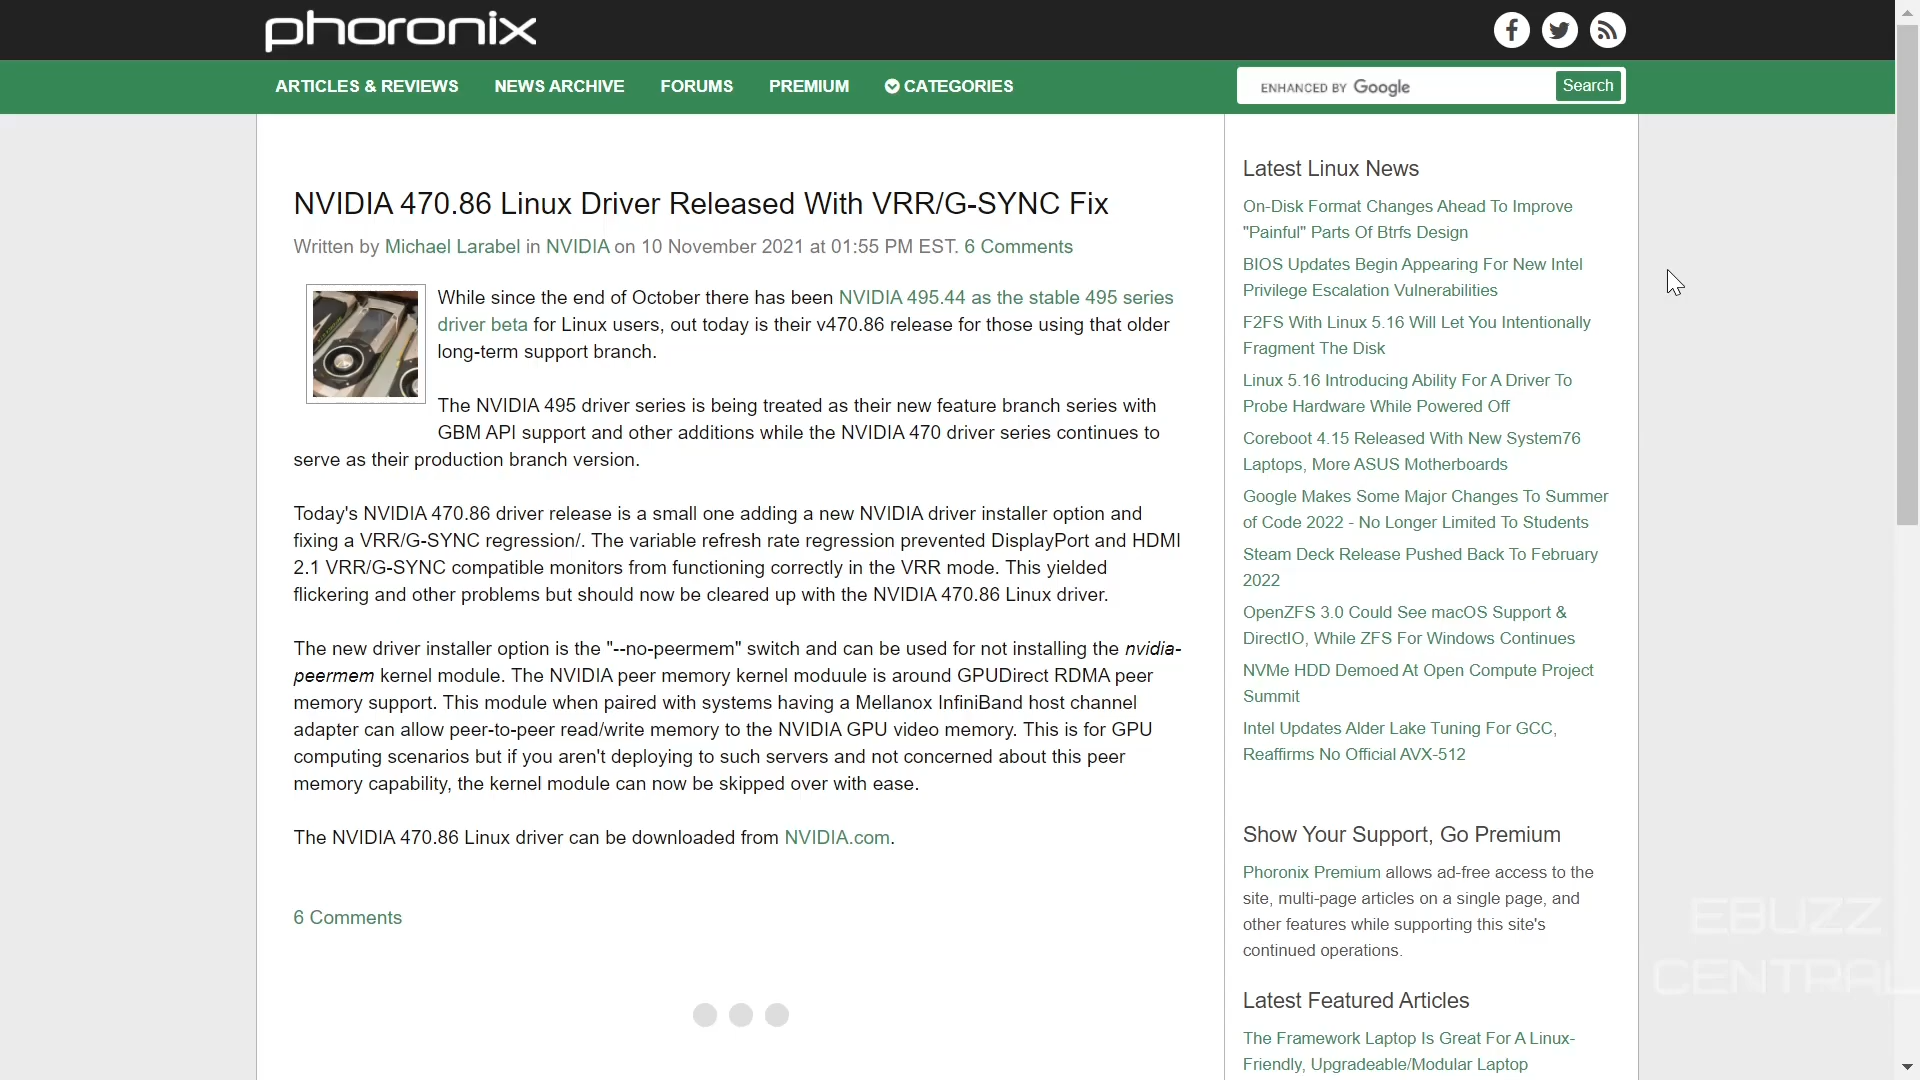 phoronix
ARTICLES & REVIEWS NEWS ARCHIVE FORUMS PREMIUM CATEGORIES
ENHANCED BY Google Search
NVIDIA 470.86 Linux Driver Released With VRR/G-SYNC Fix
Written by Michael Larabel in NVIDIA on 10 November 2021 at 01:55 PM EST. 6 Comments
While since the end of October there has been NVIDIA 495.44 as the stable 495 series
driver beta for Linux users, out today is their v470.86 release for those using that older
long-term support branch.
The NVIDIA 495 driver series is being treated as their new feature branch series with
GBM API support and other additions while the NVIDIA 470 driver series continues to
serve as their production branch version.
Today's NVIDIA 470.86 driver release is a small one adding a new NVIDIA driver installer option and
fixing a VRR/G-SYNC regression/. The variable refresh rate regression prevented DisplayPort and HDMI
2.1 VRR/G-SYNC compatible monitors from functioning correctly in the VRR mode. This yielded
flickering and other problems but should now be cleared up with the NVIDIA 470.86 Linux driver.
The new driver installer option is the "--no-peermem" switch and can be used for not installing the nvidia-
peermem kernel module. The NVIDIA peer memory kernel moduule is around GPUDirect RDMA peer
memory support. This module when paired with systems having a Mellanox InfiniBand host channel
adapter can allow peer-to-peer read/write memory to the NVIDIA GPU video memory. This is for GPU
computing scenarios but if you aren't deploying to such servers and not concerned about this peer
memory capability, the kernel module can now be skipped over with ease.
The NVIDIA 470.86 Linux driver can be downloaded from NVIDIA.com.
6 Comments
Latest Linux News
On-Disk Format Changes Ahead To Improve
"Painful" Parts Of Btrfs Design
BIOS Updates Begin Appearing For New Intel
Privilege Escalation Vulnerabilities
F2FS With Linux 5.16 Will Let You Intentionally
Fragment The Disk
Linux 5.16 Introducing Ability For A Driver To
Probe Hardware While Powered Off
Coreboot 4.15 Released With New System76
Laptops, More ASUS Motherboards
Google Makes Some Major Changes To Summer
of Code 2022 - No Longer Limited To Students
Steam Deck Release Pushed Back To February
2022
OpenZFS 3.0 Could See macOS Support &
DirectIO, While ZFS For Windows Continues
NVMe HDD Demoed At Open Compute Project
Summit
Intel Updates Alder Lake Tuning For GCC,
Reaffirms No Official AVX-512
Show Your Support, Go Premium
Phoronix Premium allows ad-free access to the
site, multi-page articles on a single page, and
other features while supporting this site's
continued operations.
Latest Featured Articles
The Framework Laptop Is Great For A Linux-
Friendly, Upgradeable/Modular Laptop
EBUZZ
CENTRAL